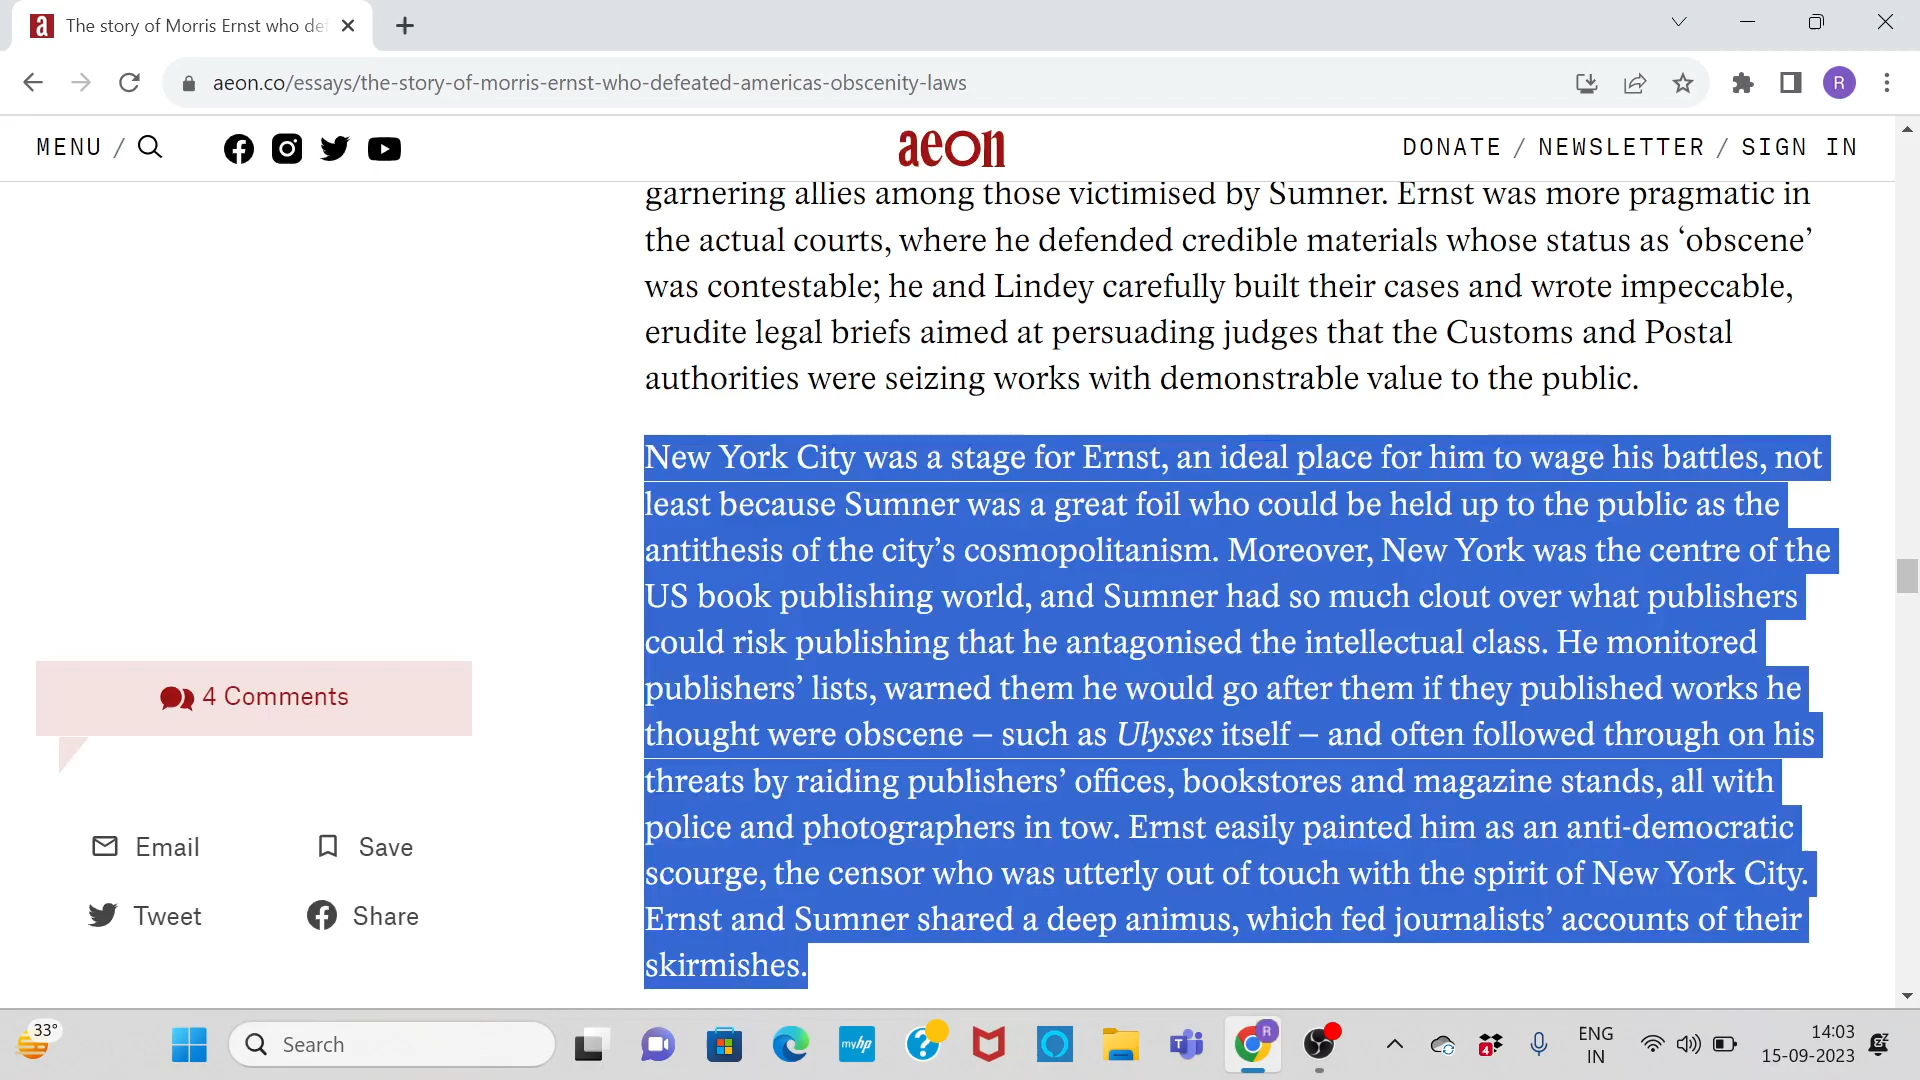 The story of Morris Ernst who def
aeon.co/essays/the-story-of-morris-ernst-who-defeated-americas-obscenity-laws
R
MENU /
aeon
DONATE / NEWSLETTER / SIGN IN
garnering allies among those victimised by Sumner. Ernst was more pragmatic in
the actual courts, where he defended credible materials whose status as ‘obscene’
was contestable; he and Lindey carefully built their cases and wrote impeccable,
erudite legal briefs aimed at persuading judges that the Customs and Postal
authorities were seizing works with demonstrable value to the public.
New York City was a stage for Ernst, an ideal place for him to wage his battles, not
least because Sumner was a great foil who could be held up to the public as the
antithesis of the city’s cosmopolitanism. Moreover, New York was the centre of the
US book publishing world, and Sumner had so much clout over what publishers
could risk publishing that he antagonised the intellectual class. He monitored
publishers’ lists, warned them he would go after them if they published works he
thought were obscene – such as Ulysses itself – and often followed through on his
threats by raiding publishers’ offices, bookstores and magazine stands, all with
police and photographers in tow. Ernst easily painted him as an anti-democratic
scourge, the censor who was utterly out of touch with the spirit of New York City.
Ernst and Sumner shared a deep animus, which fed journalists’ accounts of their
skirmishes.
4 Comments
Email
Save
Tweet
Share
33°
Search
myhp
R
4
ENG
IN
14:03
15-09-2023